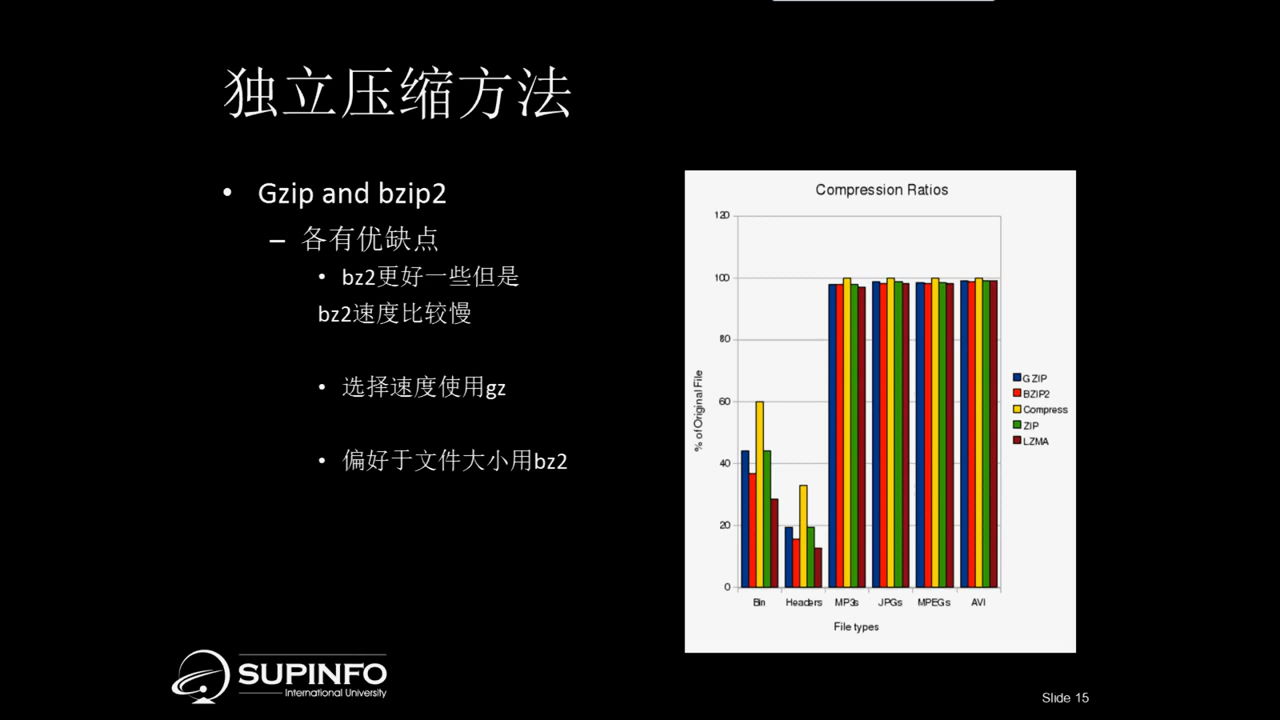 独立压缩方法
• Gzip and bzip2
– 各有优缺点
• bz2更好一些但是
bz2速度比较慢
• 选择速度使用gz
• 偏好于文件大小用bz2
Compression Ratios
120
100
80
60
40
20
0
% of Original File
Bin Headers MP3s JPGs MPEGs AVI
File types
GZIP
BZIP2
Compress
ZIP
LZMA
SUPINFO
International University
Slide 15